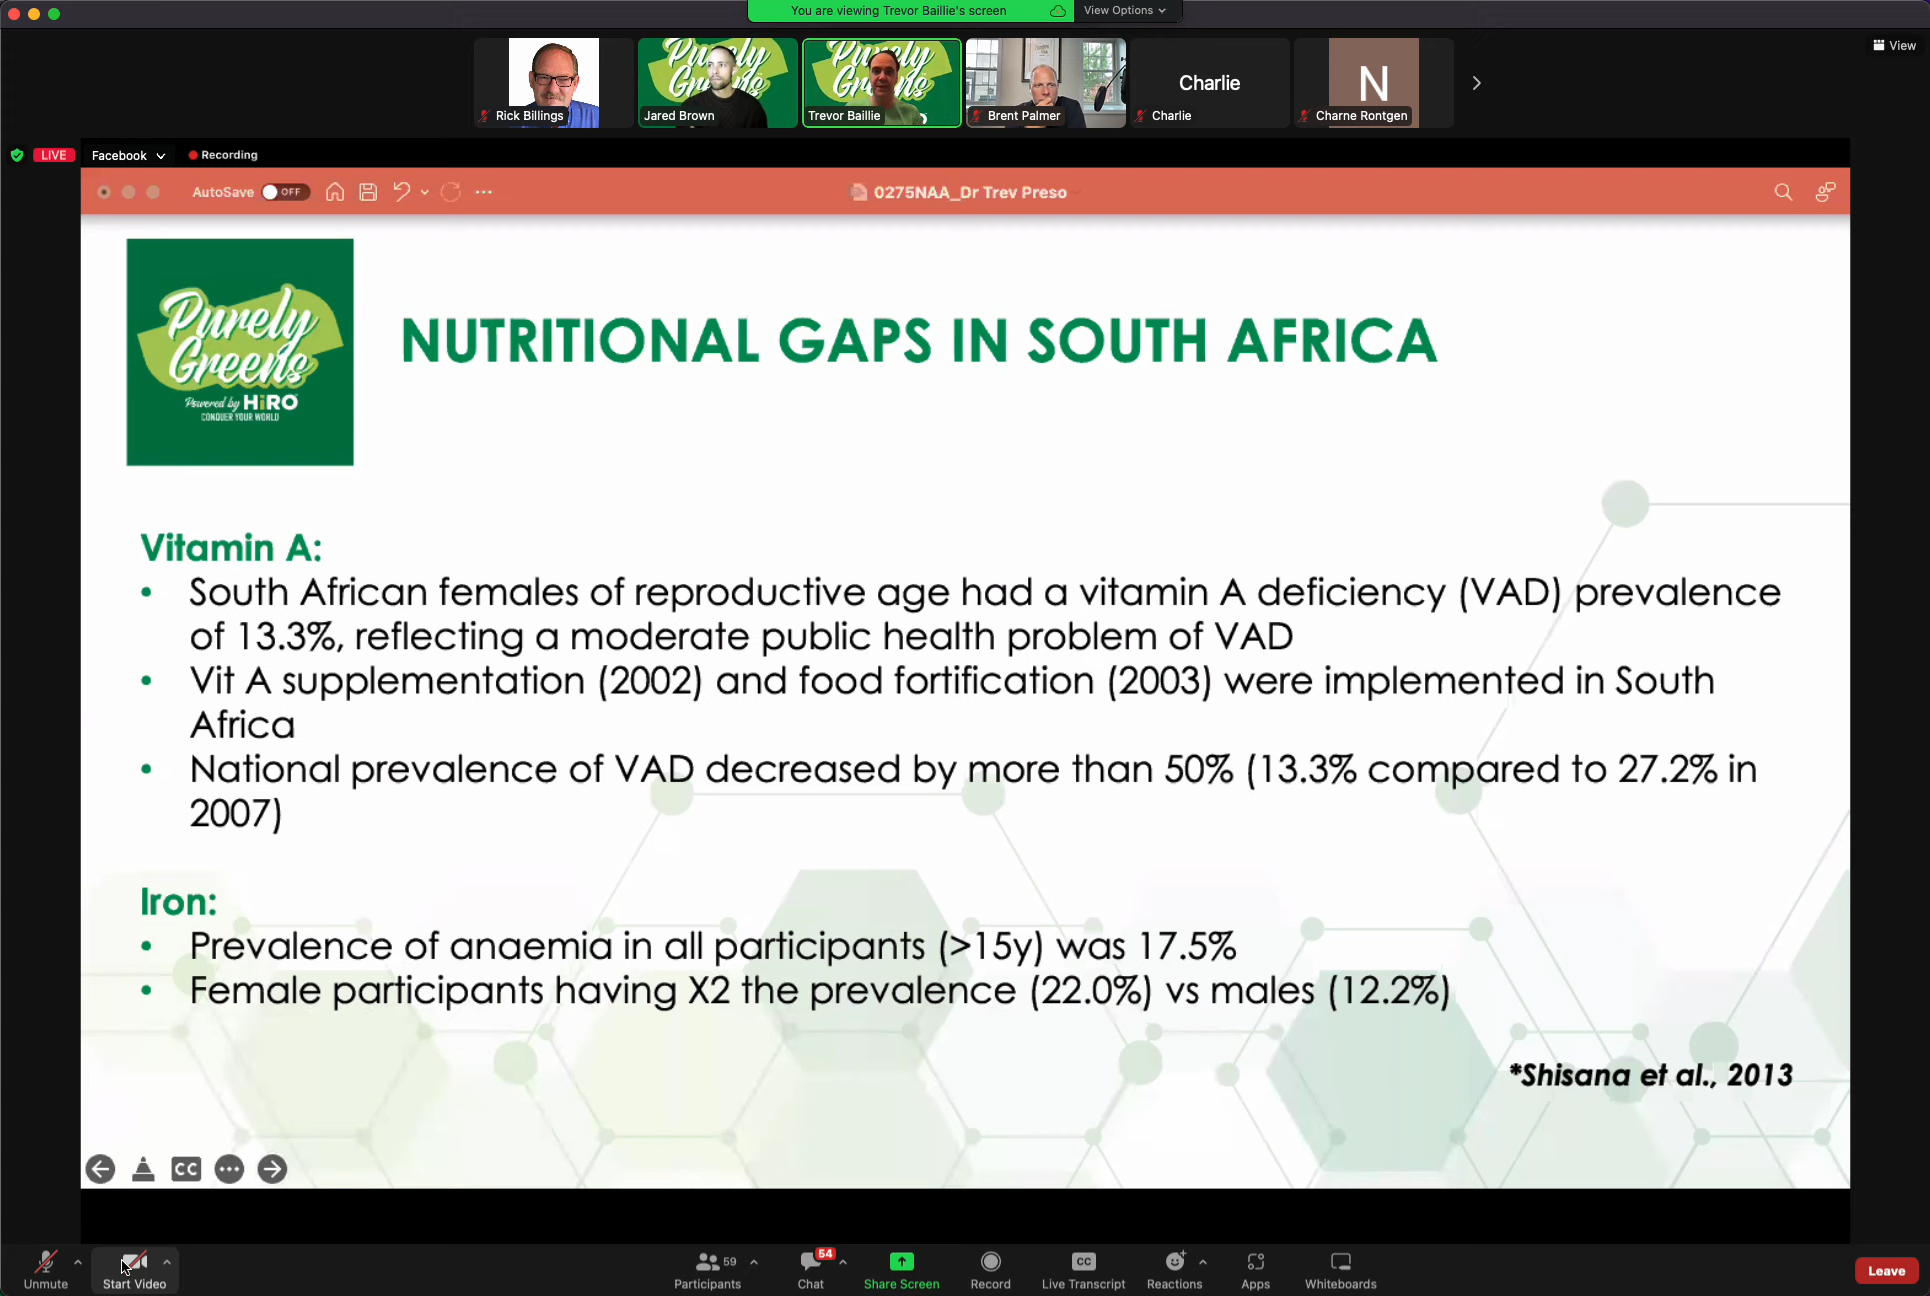 You are viewing Trevor Baillie's screen
View Options
View
Purely
Greens
Purely
Greens
Charlie
N
Rick Billings
Jared Brown
Trevor Baillie
Brent Palmer
Charlie
Charne Rontgen
LIVE
Facebook
Recording
AutoSave
OFF
0275NAA_Dr Trev Preso
Purely
Greens
Powered by HiRO
CONQUER YOUR WORLD
NUTRITIONAL GAPS IN SOUTH AFRICA
Vitamin A:
• South African females of reproductive age had a vitamin A deficiency (VAD) prevalence
of 13.3%, reflecting a moderate public health problem of VAD
• Vit A supplementation (2002) and food fortification (2003) were implemented in South
Africa
• National prevalence of VAD decreased by more than 50% (13.3% compared to 27.2% in
2007)
Iron:
• Prevalence of anaemia in all participants (>15y) was 17.5%
• Female participants having X2 the prevalence (22.0%) vs males (12.2%)
*Shisana et al., 2013
CC
59
54
CC
Unmute
Start Video
Participants
Chat
Share Screen
Record
Live Transcript
Reactions
Apps
Whiteboards
Leave